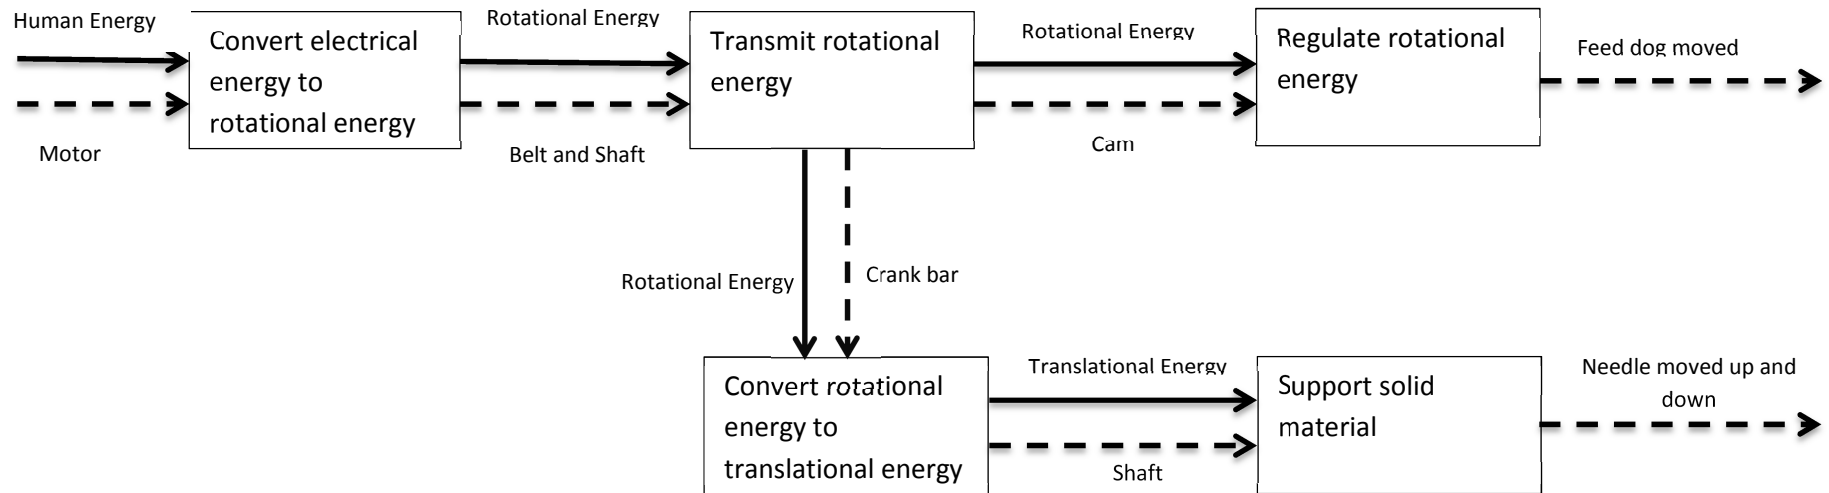 Human Energy
Motor
Convert electrical
energy to
rotational energy
Rotational Energy
Belt and Shaft
Transmit rotational
energy
Rotational Energy
Cam
Regulate rotational
energy
Feed dog moved
Rotational Energy
Crank bar
Convert rotational
energy to
translational energy
Translational Energy
Shaft
Support solid
material
Needle moved up and
down